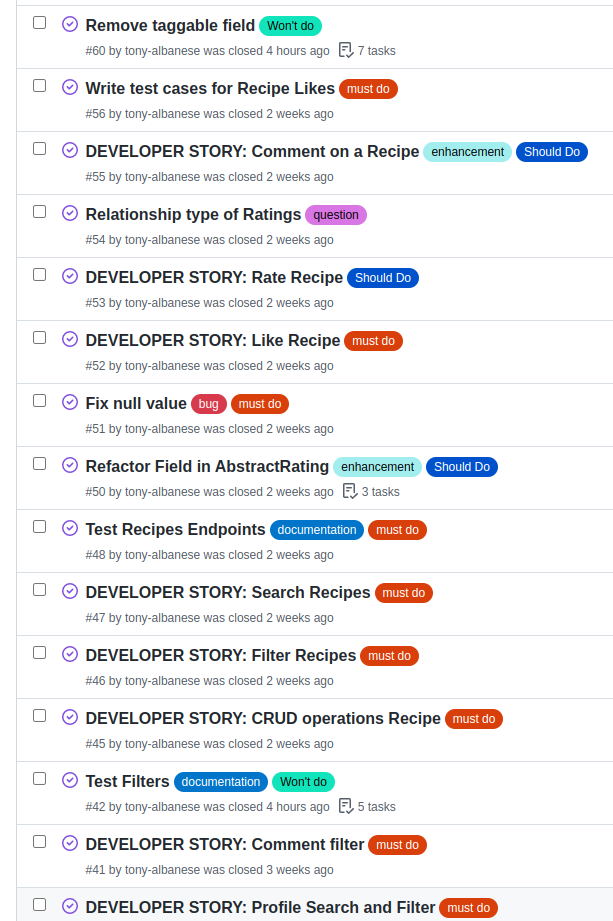 Remove taggable field Won't do
#60 by tony-albanese was closed 4 hours ago 7 tasks
Write test cases for Recipe Likes must do
#56 by tony-albanese was closed 2 weeks ago
DEVELOPER STORY: Comment on a Recipe enhancement Should Do
#55 by tony-albanese was closed 2 weeks ago
Relationship type of Ratings question
#54 by tony-albanese was closed 2 weeks ago
DEVELOPER STORY: Rate Recipe Should Do
#53 by tony-albanese was closed 2 weeks ago
DEVELOPER STORY: Like Recipe must do
#52 by tony-albanese was closed 2 weeks ago
Fix null value bug must do
#51 by tony-albanese was closed 2 weeks ago
Refactor Field in AbstractRating enhancement Should Do
#50 by tony-albanese was closed 2 weeks ago 3 tasks
Test Recipes Endpoints documentation must do
#48 by tony-albanese was closed 2 weeks ago
DEVELOPER STORY: Search Recipes must do
#47 by tony-albanese was closed 2 weeks ago
DEVELOPER STORY: Filter Recipes must do
#46 by tony-albanese was closed 2 weeks ago
DEVELOPER STORY: CRUD operations Recipe must do
#45 by tony-albanese was closed 2 weeks ago
Test Filters documentation Won't do
#42 by tony-albanese was closed 4 hours ago 5 tasks
DEVELOPER STORY: Comment filter must do
#41 by tony-albanese was closed 3 weeks ago
DEVELOPER STORY: Profile Search and Filter must do